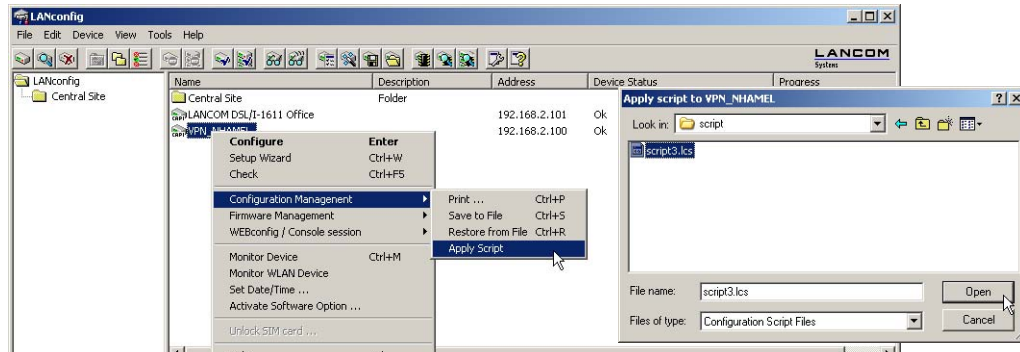 LANconfig
File Edit Device View Tools Help
LANCOM
Systems
LANconfig
Central Site
Name Description Address Device Status Progress
Central Site Folder
LANCOM DSL/I-1611 Office 192.168.2.101 Ok
VPN_NHAMEL 192.168.2.100 Ok
Configure Enter
Setup Wizard Ctrl+W
Check Ctrl+F5
Configuration Management
Firmware Management
WEBconfig / Console session
Monitor Device Ctrl+M
Monitor WLAN Device
Set Date/Time ...
Activate Software Option ...
Unlock SIM card ...
Print ... Ctrl+P
Save to File Ctrl+S
Restore from File Ctrl+R
Apply Script
Apply script to VPN_NHAMEL
Look in: script
script3.lcs
File name: script3.lcs Open
Files of type: Configuration Script Files Cancel